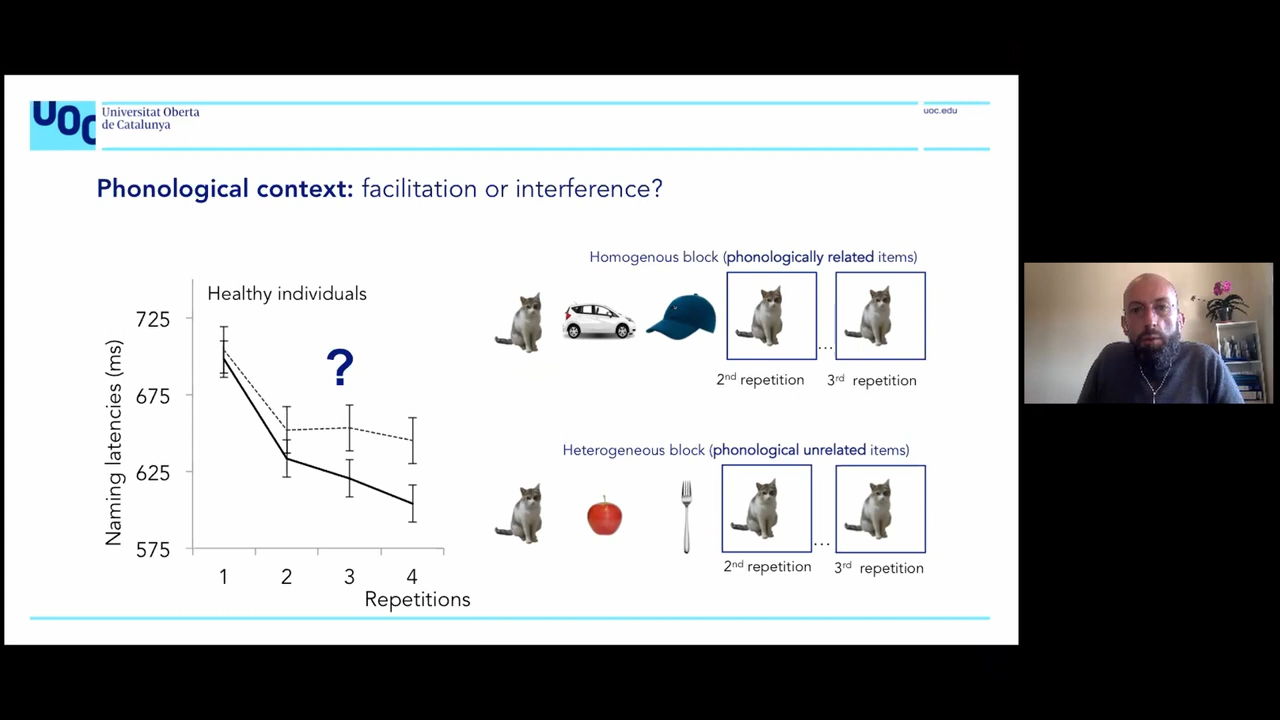 UOC
Universitat Oberta
de Catalunya
uoc.edu
Phonological context: facilitation or interference?
Healthy individuals
725
675
625
575
Naming latencies (ms)
?
1 2 3 4
Repetitions
Homogenous block (phonologically related items)
...
2nd repetition 3rd repetition
Heterogeneous block (phonological unrelated items)
...
2nd repetition 3rd repetition